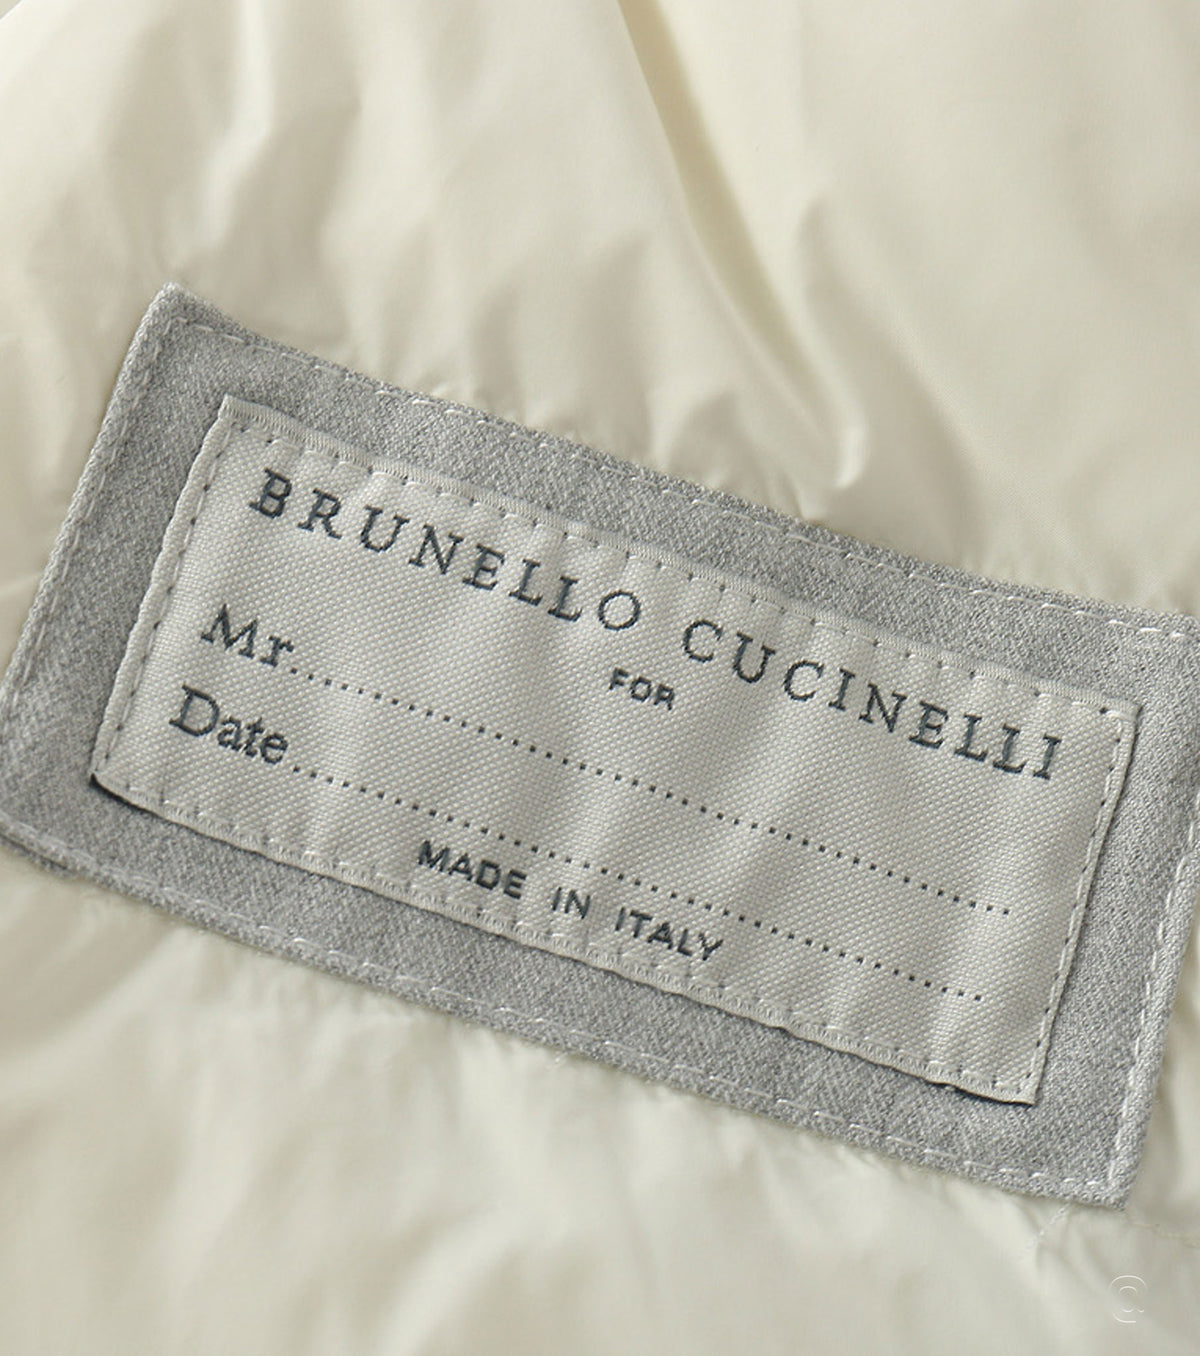 BRUNELLO CUCINELLI
FOR
Mr.......................................................
Date.......................................................
MADE IN ITALY